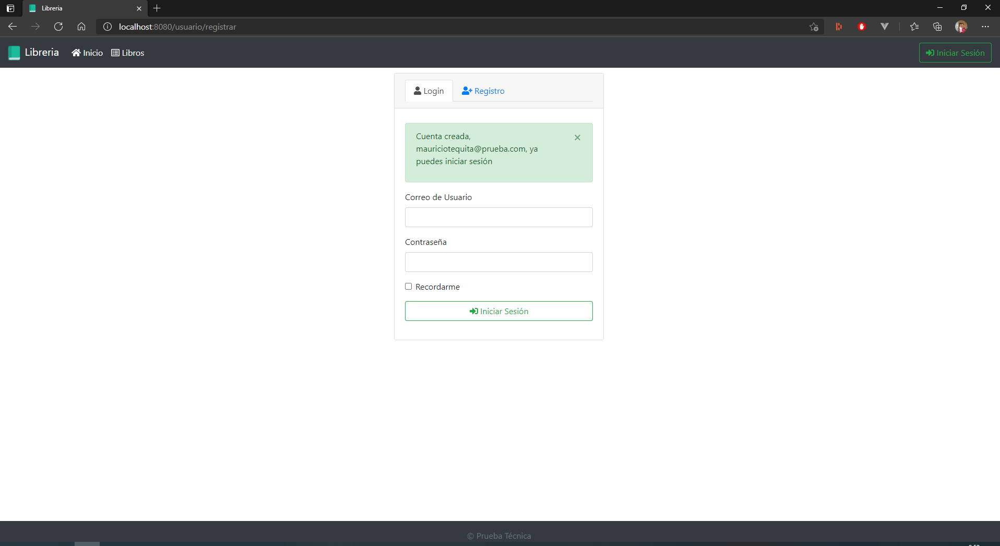 Libreria
localhost:8080/usuario/registrar
Libreria Inicio Libros Iniciar Sesión
Login Registro
Cuenta creada,
mauriciotequita@prueba.com, ya
puedes iniciar sesión
Correo de Usuario
Contraseña
Recordarme
Iniciar Sesión
© Prueba Técnica